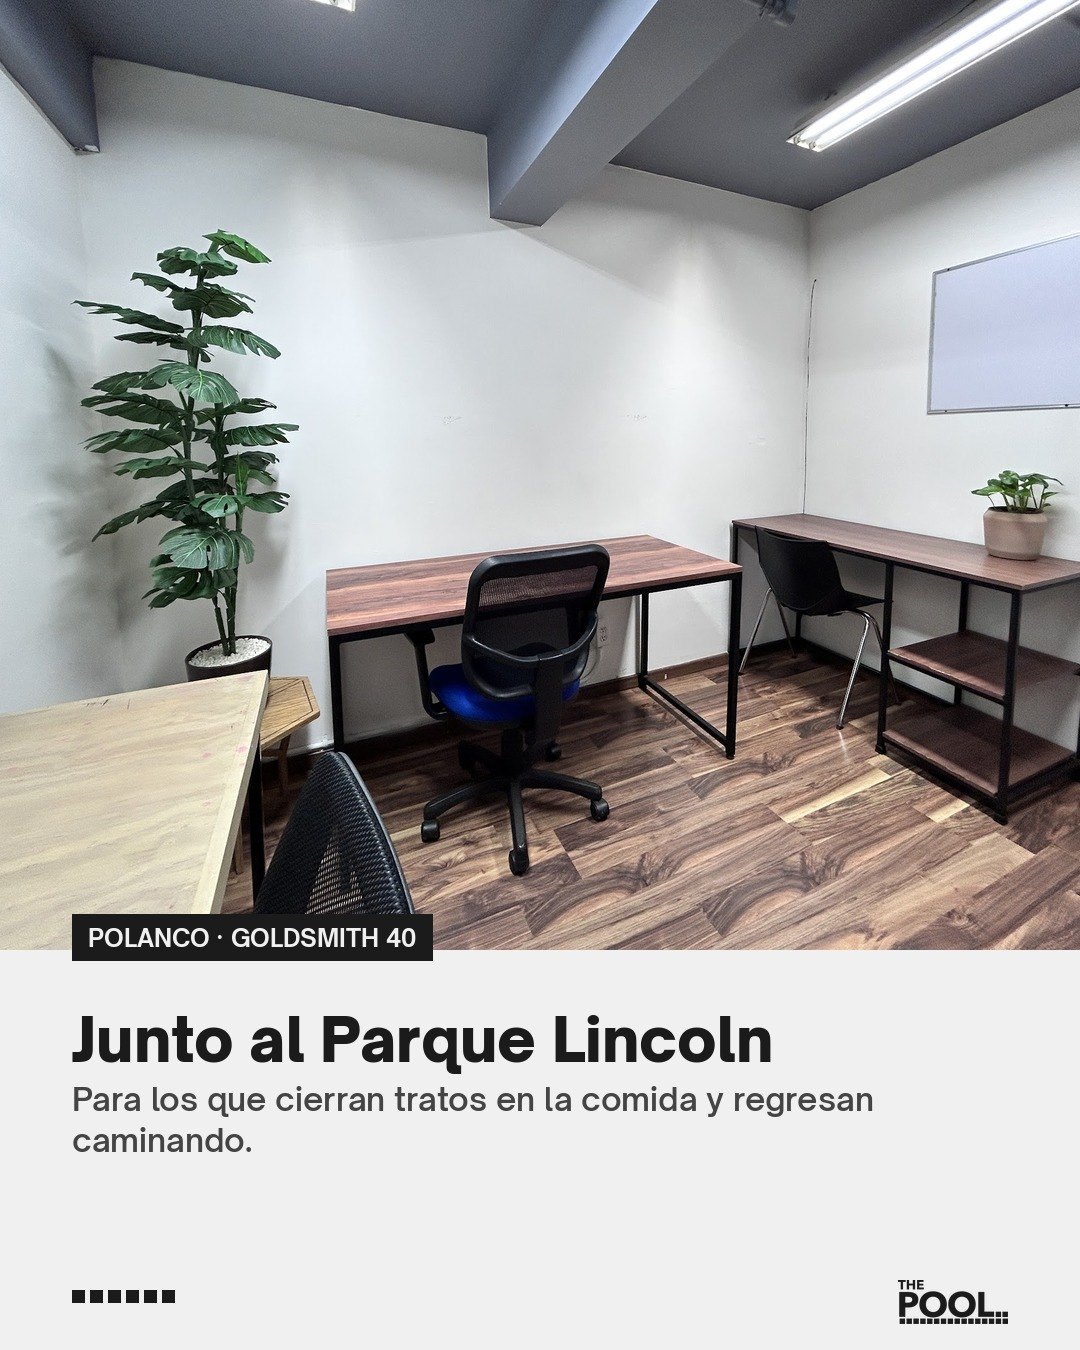 POLANCO · GOLDSMITH 40
Junto al Parque Lincoln
Para los que cierran tratos en la comida y regresan
caminando.
THE
POOL